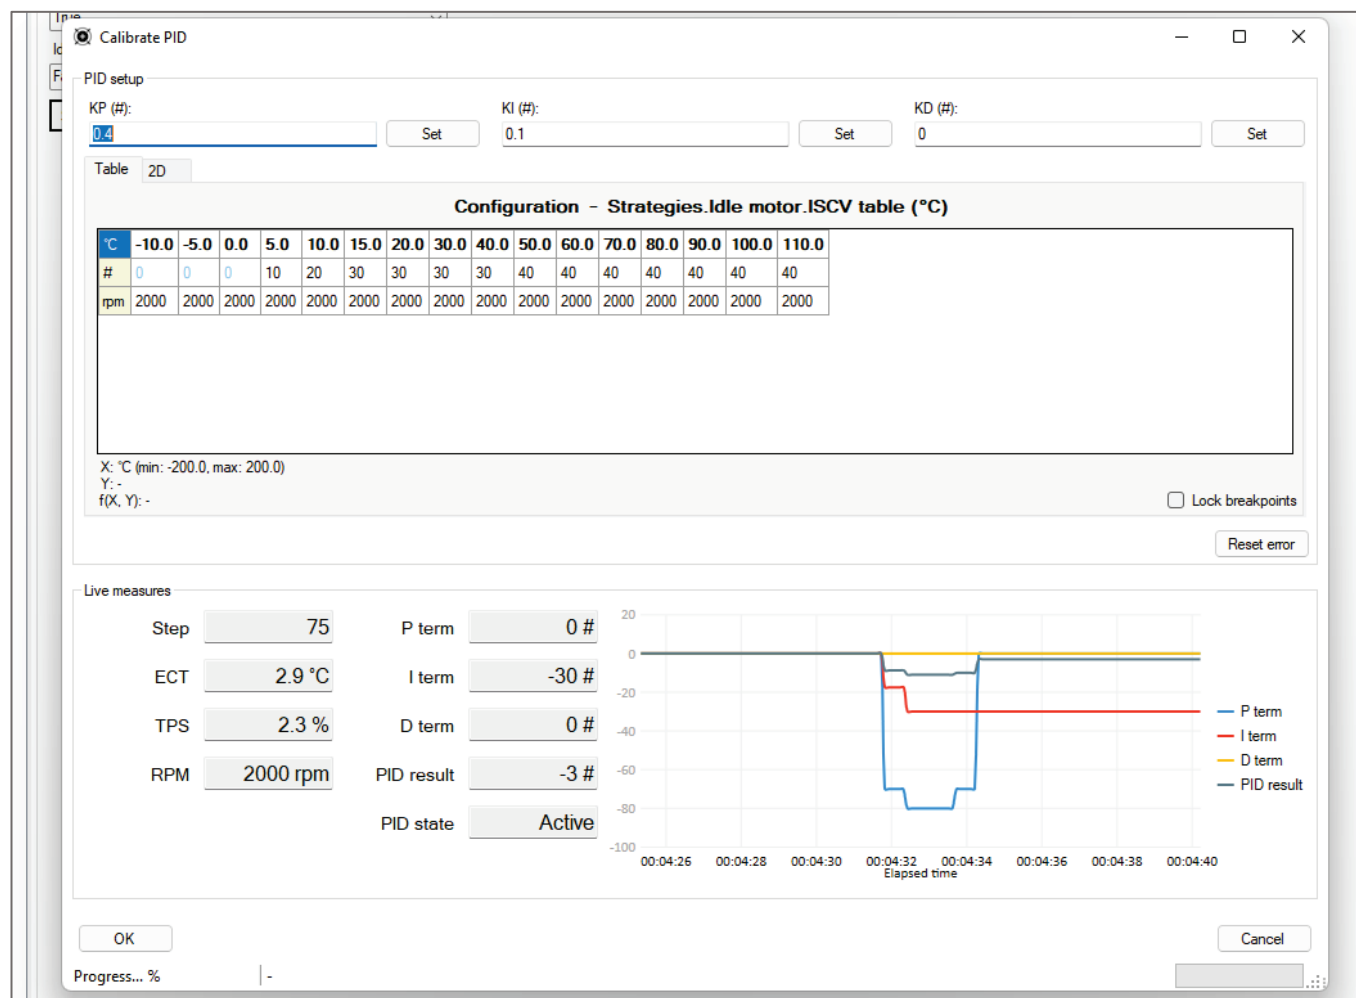 True
Calibrate PID
PID setup
KP (#):
KI (#):
KD (#):
0.4
Set
0.1
Set
0
Set
Table
2D
Configuration - Strategies.Idle motor.ISCV table (°C)
°C -10.0 -5.0 0.0 5.0 10.0 15.0 20.0 30.0 40.0 50.0 60.0 70.0 80.0 90.0 100.0 110.0
# 0 0 0 10 20 30 30 30 30 40 40 40 40 40 40 40
rpm 2000 2000 2000 2000 2000 2000 2000 2000 2000 2000 2000 2000 2000 2000 2000 2000
X: °C (min: -200.0, max: 200.0)
Y: -
f(X, Y): -
Lock breakpoints
Reset error
Live measures
Step 75
P term 0 #
ECT 2.9 °C
I term -30 #
TPS 2.3 %
D term 0 #
RPM 2000 rpm
PID result -3 #
PID state Active
20
0
-20
-40
-60
-80
-100
00:04:26 00:04:28 00:04:30 00:04:32 00:04:34 00:04:36 00:04:38 00:04:40
Elapsed time
P term
I term
D term
PID result
OK
Cancel
Progress... %
-